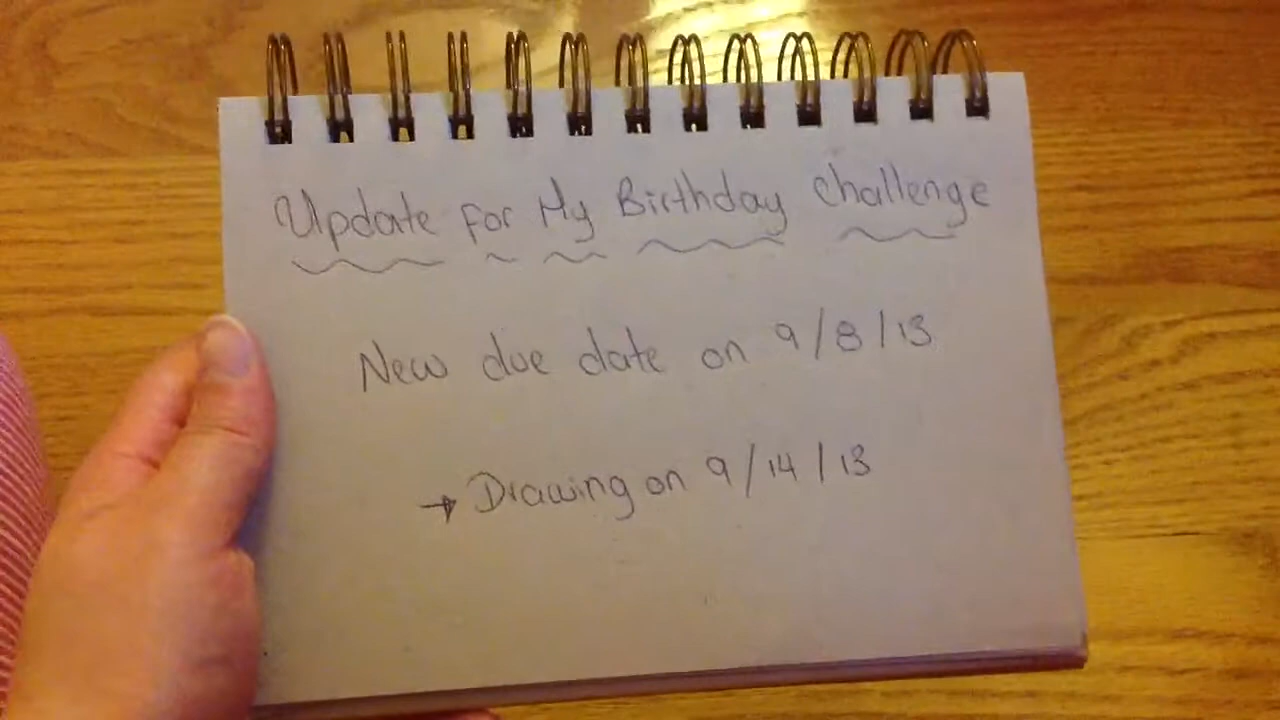 Update for My Birthday Challenge
New due date on 9/8/13
→ Drawing on 9/14/13